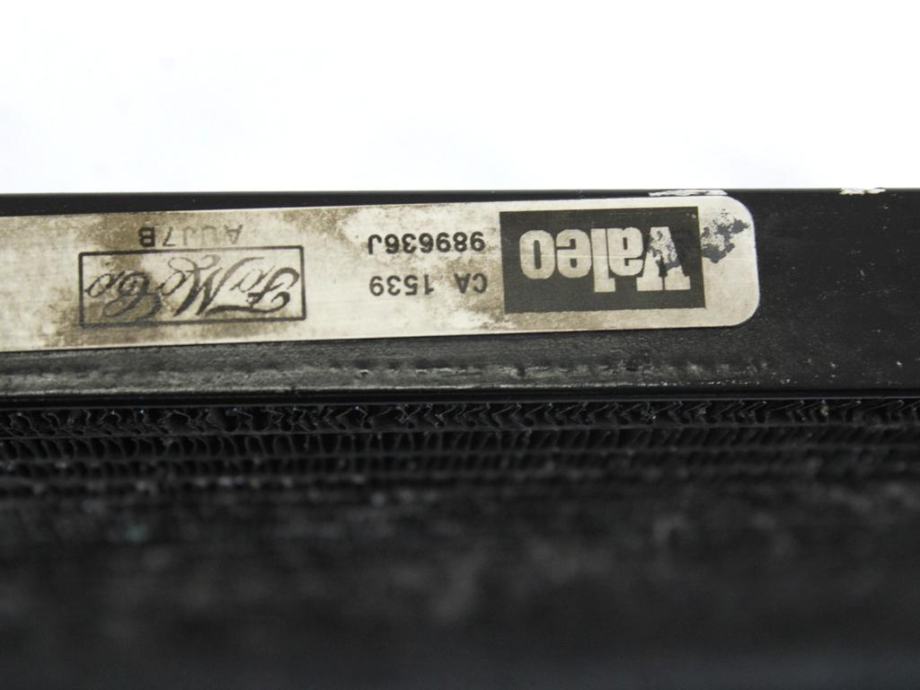 Valeo
CA 1539
989636J
FoMoCo
AUJ7B